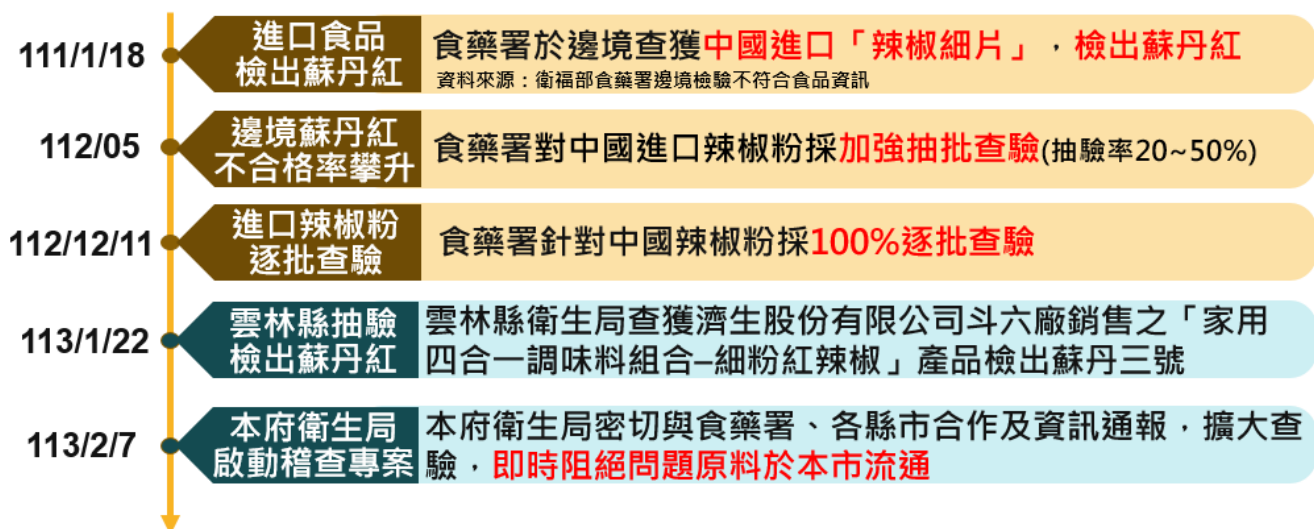 111/1/18
進口食品
檢出蘇丹紅
食藥署於邊境查獲中國進口「辣椒細片」，檢出蘇丹紅
資料來源：衛福部食藥署邊境檢驗不符合食品資訊
112/05
邊境蘇丹紅
不合格率攀升
食藥署對中國進口辣椒粉採加強抽批查驗(抽驗率20~50%)
112/12/11
進口辣椒粉
逐批查驗
食藥署針對中國辣椒粉採100%逐批查驗
113/1/22
雲林縣抽驗
檢出蘇丹紅
雲林縣衛生局查獲濟生股份有限公司斗六廠銷售之「家用
四合一調味料組合–細粉紅辣椒」產品檢出蘇丹三號
113/2/7
本府衛生局
啟動稽查專案
本府衛生局密切與食藥署、各縣市合作及資訊通報，擴大查
驗，即時阻絕問題原料於本市流通